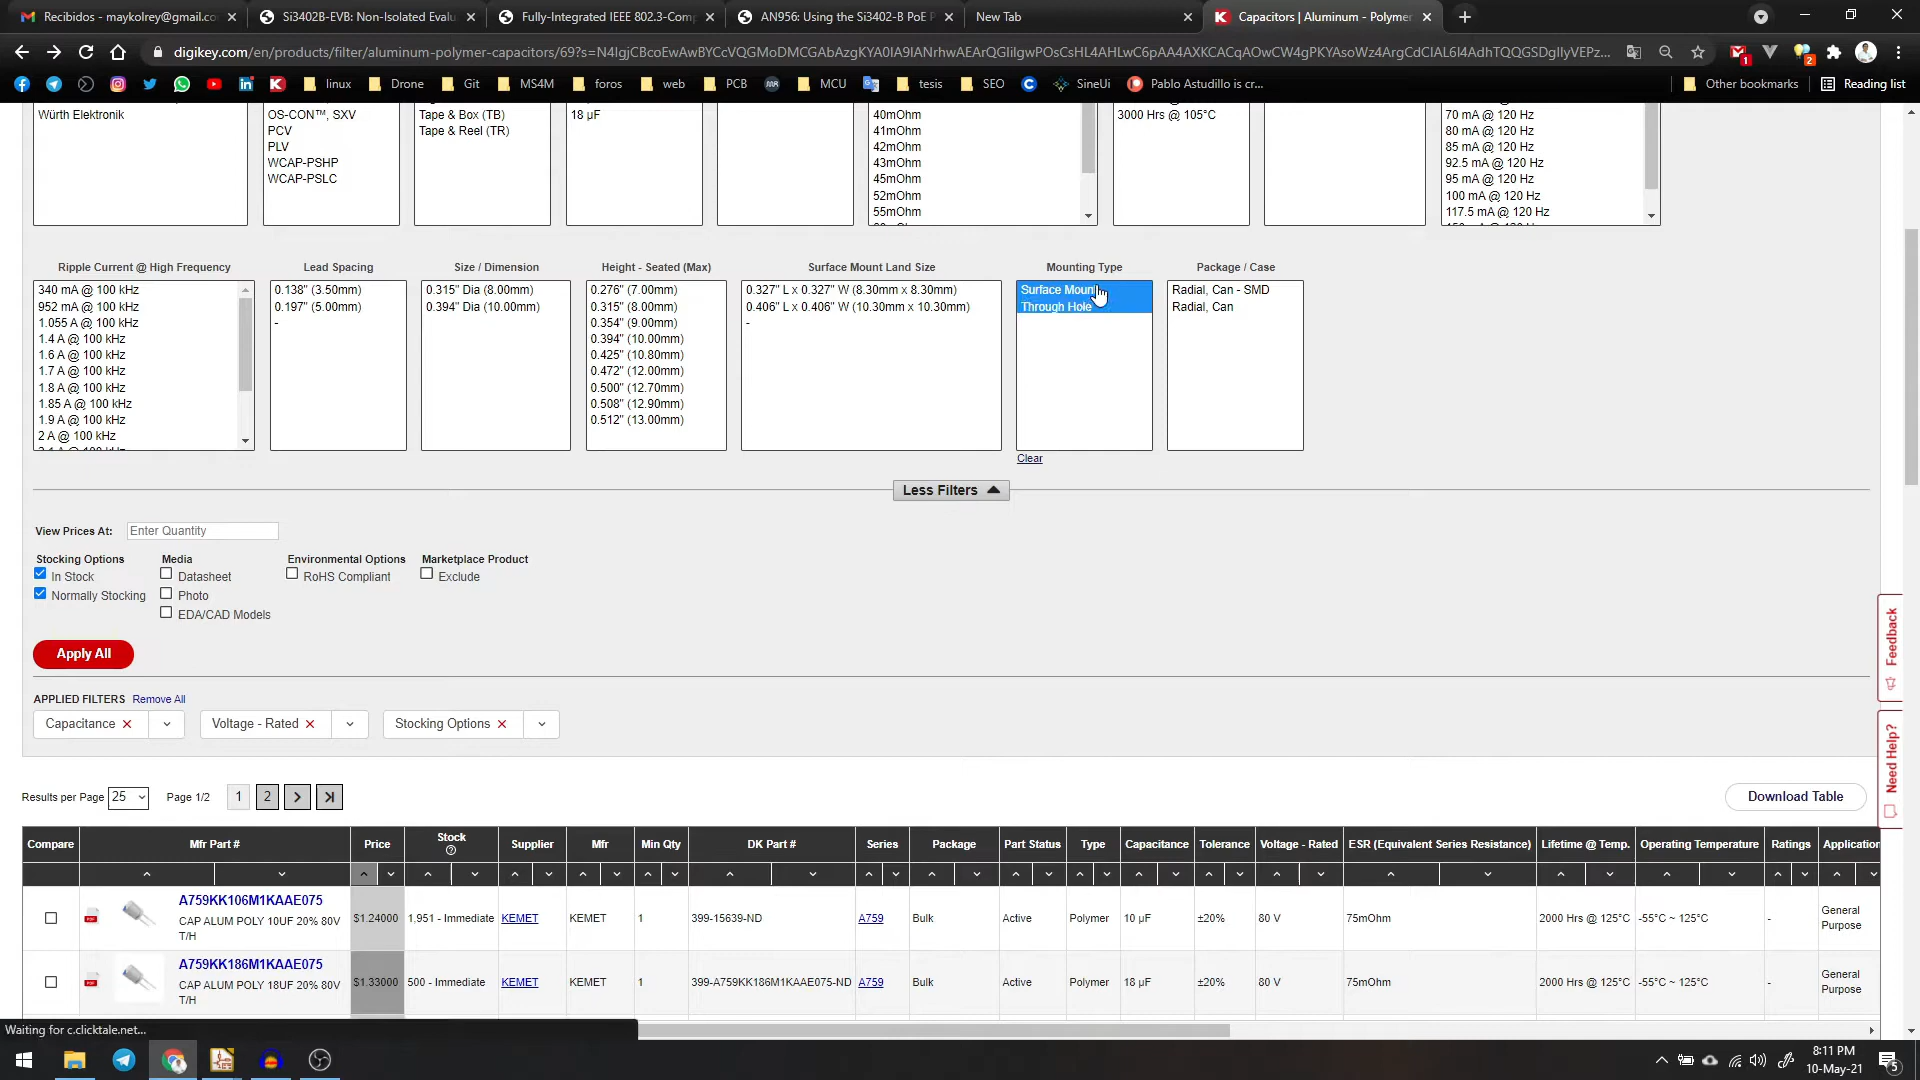 Recibidos - maykolrey@gmail.co
Si3402B-EVB: Non-Isolated Evalu
Fully-Integrated IEEE 802.3-Comp
AN956: Using the Si3402-B PoE P
New Tab
Capacitors | Aluminum - Polymer
linux
Drone
Git
MS4M
foros
web
PCB
MCU
tesis
SEO
SineUi
Pablo Astudillo is cr...
Other bookmarks
Reading list
Würth Elektronik
OS-CON™, SXV
PCV
PLV
WCAP-PSHP
WCAP-PSLC
Tape & Box (TB)
Tape & Reel (TR)
18 µF
40mOhm
41mOhm
42mOhm
43mOhm
45mOhm
52mOhm
55mOhm
3000 Hrs @ 105°C
70 mA @ 120 Hz
80 mA @ 120 Hz
85 mA @ 120 Hz
92.5 mA @ 120 Hz
95 mA @ 120 Hz
100 mA @ 120 Hz
117.5 mA @ 120 Hz
Ripple Current @ High Frequency
340 mA @ 100 kHz
952 mA @ 100 kHz
1.055 A @ 100 kHz
1.4 A @ 100 kHz
1.6 A @ 100 kHz
1.7 A @ 100 kHz
1.8 A @ 100 kHz
1.85 A @ 100 kHz
1.9 A @ 100 kHz
2 A @ 100 kHz
Lead Spacing
0.138" (3.50mm)
0.197" (5.00mm)
-
Size / Dimension
0.315" Dia (8.00mm)
0.394" Dia (10.00mm)
Height - Seated (Max)
0.276" (7.00mm)
0.315" (8.00mm)
0.354" (9.00mm)
0.394" (10.00mm)
0.425" (10.80mm)
0.472" (12.00mm)
0.500" (12.70mm)
0.508" (12.90mm)
0.512" (13.00mm)
Surface Mount Land Size
0.327" L x 0.327" W (8.30mm x 8.30mm)
0.406" L x 0.406" W (10.30mm x 10.30mm)
-
Mounting Type
Surface Mount
Through Hole
Clear
Package / Case
Radial, Can - SMD
Radial, Can
Less Filters
View Prices At:
Enter Quantity
Stocking Options
In Stock
Normally Stocking
Media
Datasheet
Photo
EDA/CAD Models
Environmental Options
RoHS Compliant
Marketplace Product
Exclude
Apply All
APPLIED FILTERS Remove All
Capacitance
Voltage - Rated
Stocking Options
Results per Page 25
Page 1/2
1
2
Download Table
Feedback
Need Help?
Compare Mfr Part # Price Stock Supplier Mfr Min Qty DK Part # Series Package Part Status Type Capacitance Tolerance Voltage - Rated ESR (Equivalent Series Resistance) Lifetime @ Temp. Operating Temperature Ratings Application
A759KK106M1KAAE075
CAP ALUM POLY 10UF 20% 80V
T/H
$1.24000 1,951 - Immediate KEMET KEMET 1 399-15639-ND A759 Bulk Active Polymer 10 µF ±20% 80 V 75mOhm 2000 Hrs @ 125°C -55°C ~ 125°C -
General
Purpose
A759KK186M1KAAE075
CAP ALUM POLY 18UF 20% 80V
T/H
$1.33000 500 - Immediate KEMET KEMET 1 399-A759KK186M1KAAE075-ND A759 Bulk Active Polymer 18 µF ±20% 80 V 75mOhm 2000 Hrs @ 125°C -55°C ~ 125°C -
General
Purpose
Waiting for c.clicktale.net...
8:11 PM
10-May-21